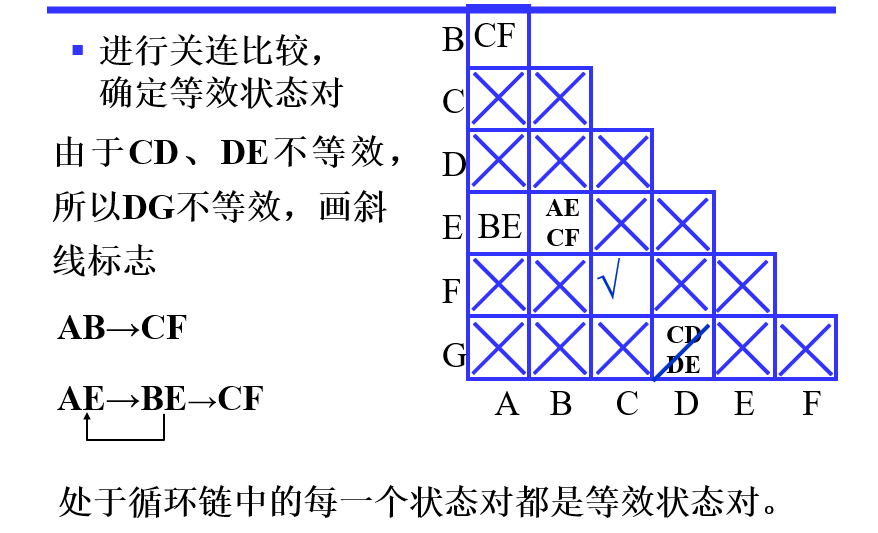 进行关连比较，
确定等效状态对
由于CD、DE不等效，
所以DG不等效，画斜
线标志
AB→CF
AE→BE→CF
处于循环链中的每一个状态对都是等效状态对。
B CF
C
D
E BE AE CF
F √
G CD DE
A B C D E F